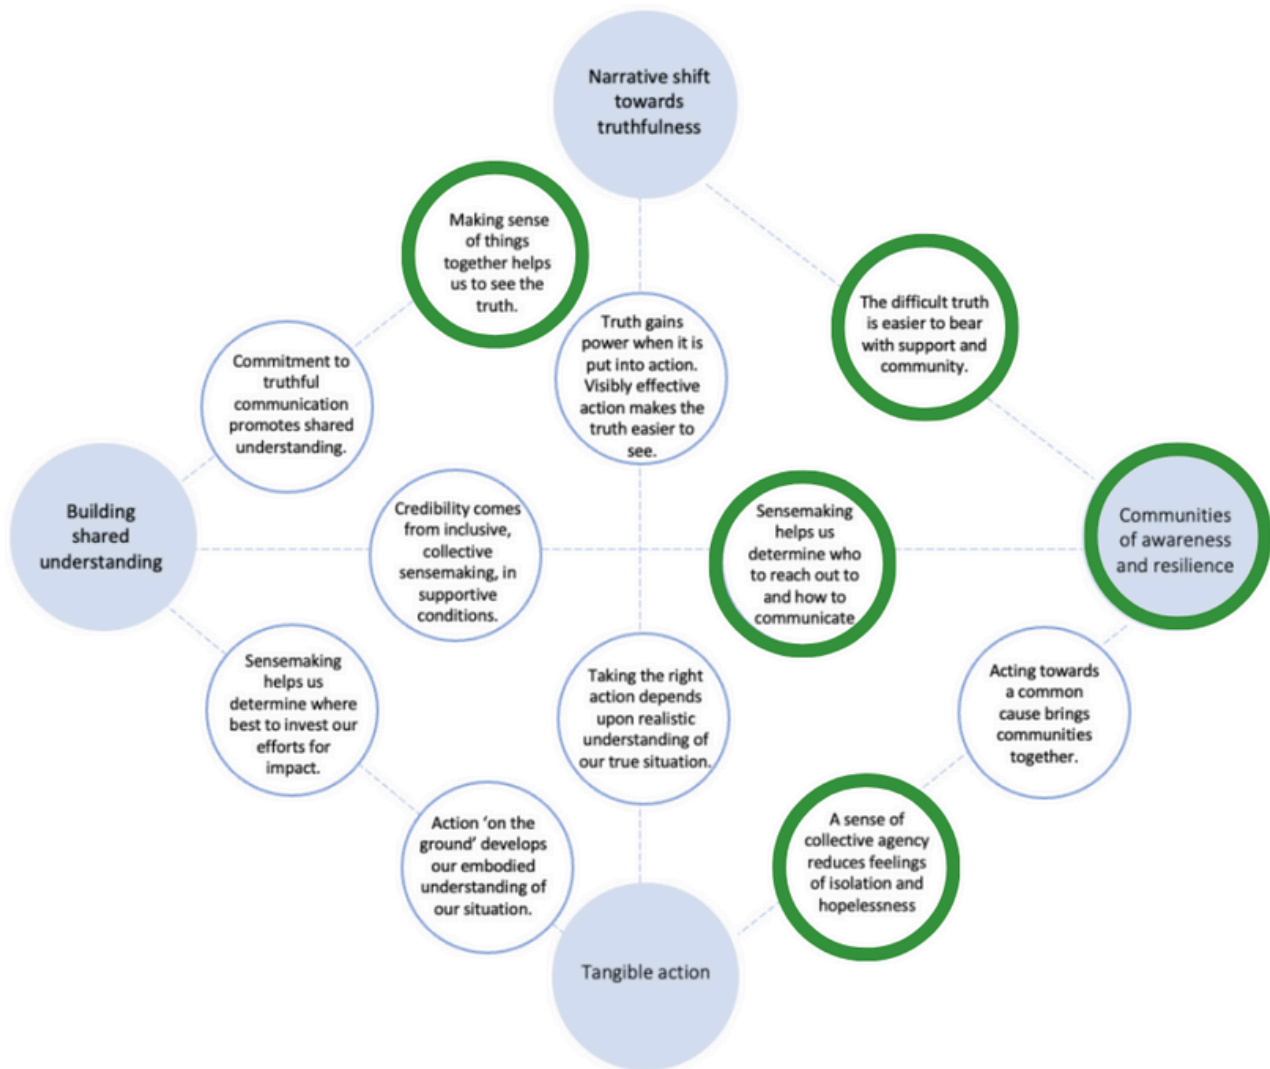 Narrative shift
towards
truthfulness
Making sense
of things
together helps
us to see the
truth.
The difficult truth
is easier to bear
with support and
community.
Truth gains
power when it is
put into action.
Visibly effective
action makes the
truth easier to
see.
Commitment to
truthful
communication
promotes shared
understanding.
Building
shared
understanding
Credibility comes
from inclusive,
collective
sensemaking, in
supportive
conditions.
Sensemaking
helps us
determine who
to reach out to
and how to
communicate
Communities
of awareness
and resilience
Sensemaking
helps us
determine where
best to invest our
efforts for
impact.
Taking the right
action depends
upon realistic
understanding of
our true situation.
Acting towards
a common
cause brings
communities
together.
Action ‘on the
ground’ develops
our embodied
understanding of
our situation.
A sense of
collective agency
reduces feelings
of isolation and
hopelessness
Tangible action